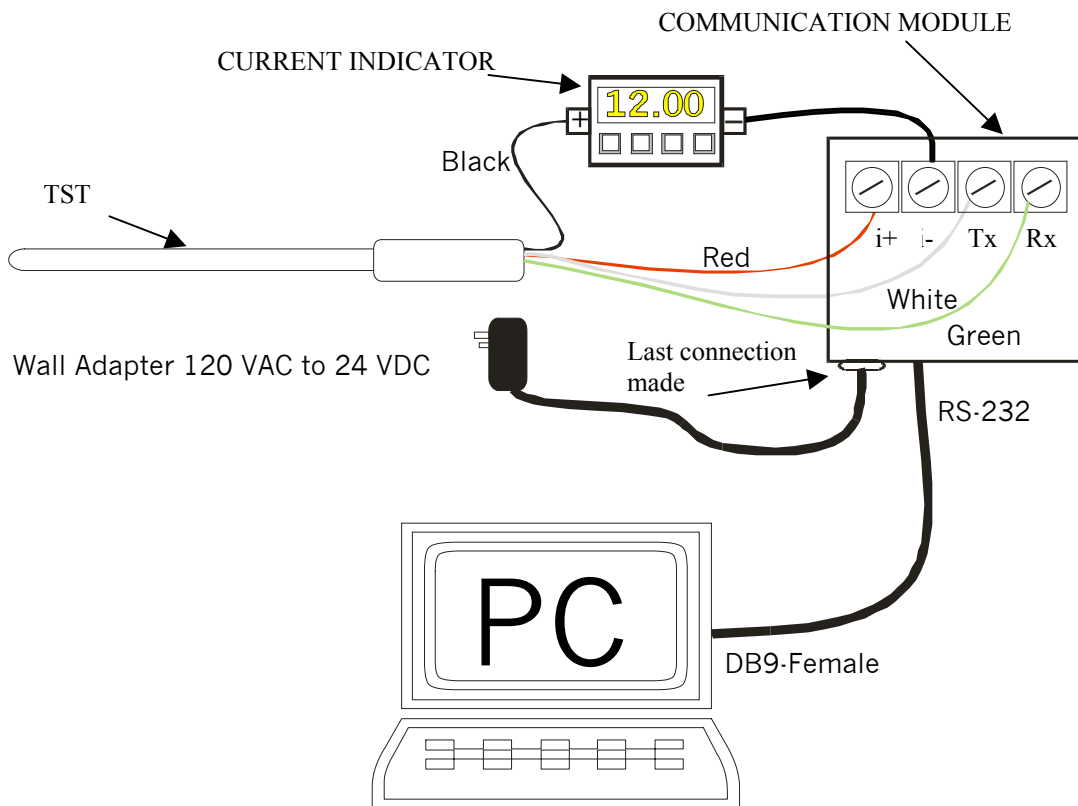 COMMUNICATION MODULE
CURRENT INDICATOR
12.00
+
−
Black
TST
i+ i- Tx Rx
Red
White
Green
Wall Adapter 120 VAC to 24 VDC
Last connection
made
RS-232
PC
DB9-Female